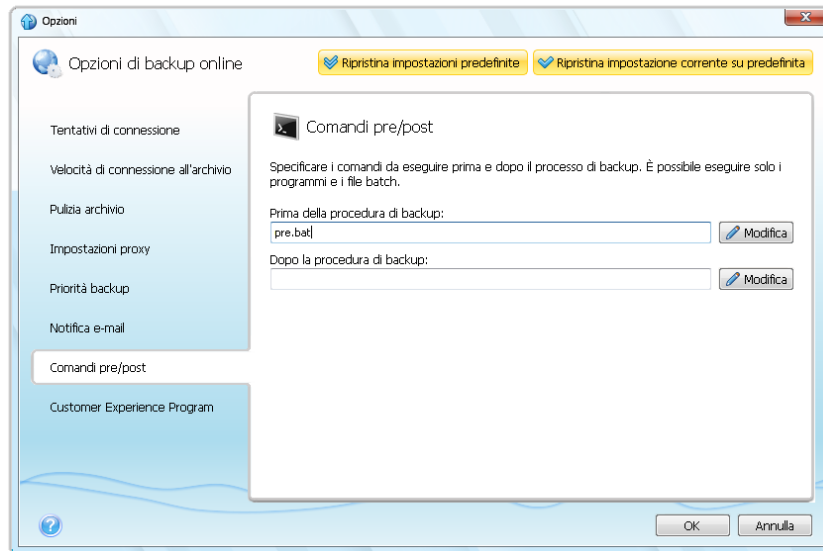 Opzioni
Opzioni di backup online
Ripristina impostazioni predefinite
Ripristina impostazione corrente su predefinita
Tentativi di connessione
Velocità di connessione all'archivio
Pulizia archivio
Impostazioni proxy
Priorità backup
Notifica e-mail
Comandi pre/post
Customer Experience Program
Comandi pre/post
Specificare i comandi da eseguire prima e dopo il processo di backup. È possibile eseguire solo i
programmi e i file batch.
Prima della procedura di backup:
pre.bat
Modifica
Dopo la procedura di backup:
Modifica
OK
Annulla